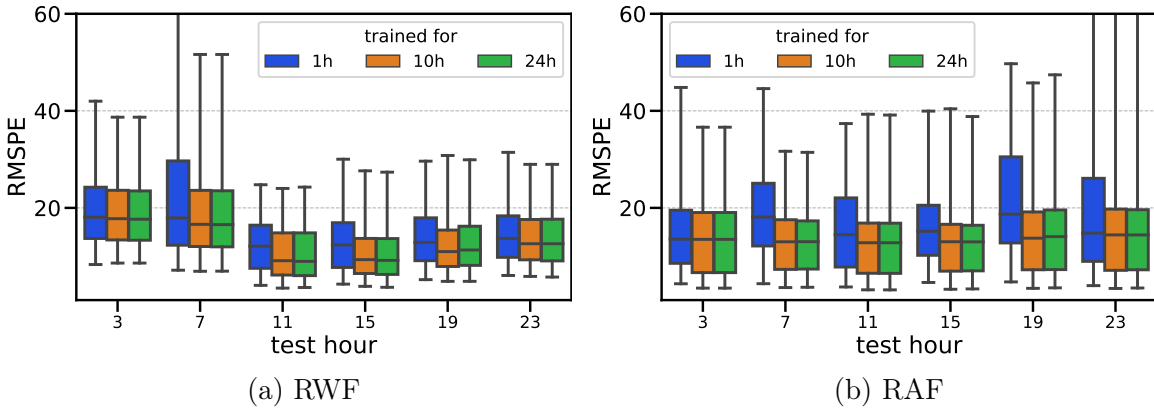 60
40
20
RMSPE
trained for
1h 10h 24h
3 7 11 15 19 23
test hour
(a) RWF
60
40
20
RMSPE
trained for
1h 10h 24h
3 7 11 15 19 23
test hour
(b) RAF